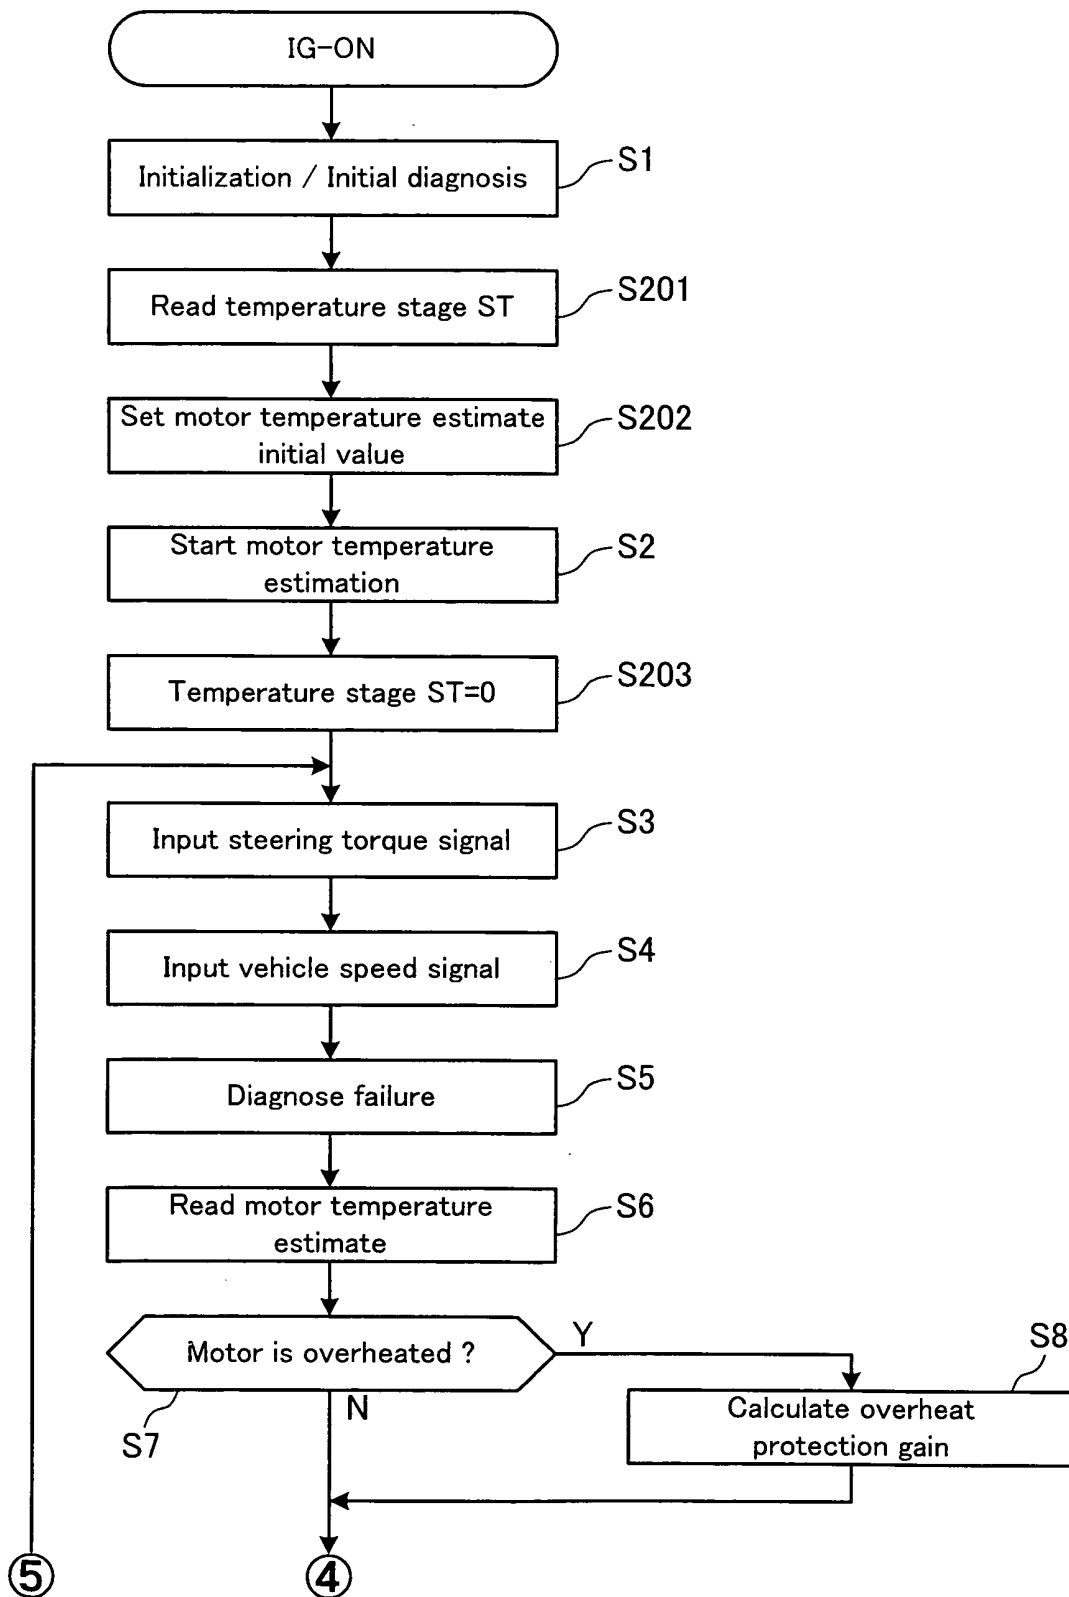 IG-ON
Initialization / Initial diagnosis
S1
Read temperature stage ST
S201
Set motor temperature estimate
initial value
S202
Start motor temperature
estimation
S2
Temperature stage ST=0
S203
Input steering torque signal
S3
Input vehicle speed signal
S4
Diagnose failure
S5
Read motor temperature
estimate
S6
Motor is overheated ?
Y
N
S7
S8
Calculate overheat
protection gain
⑤
④